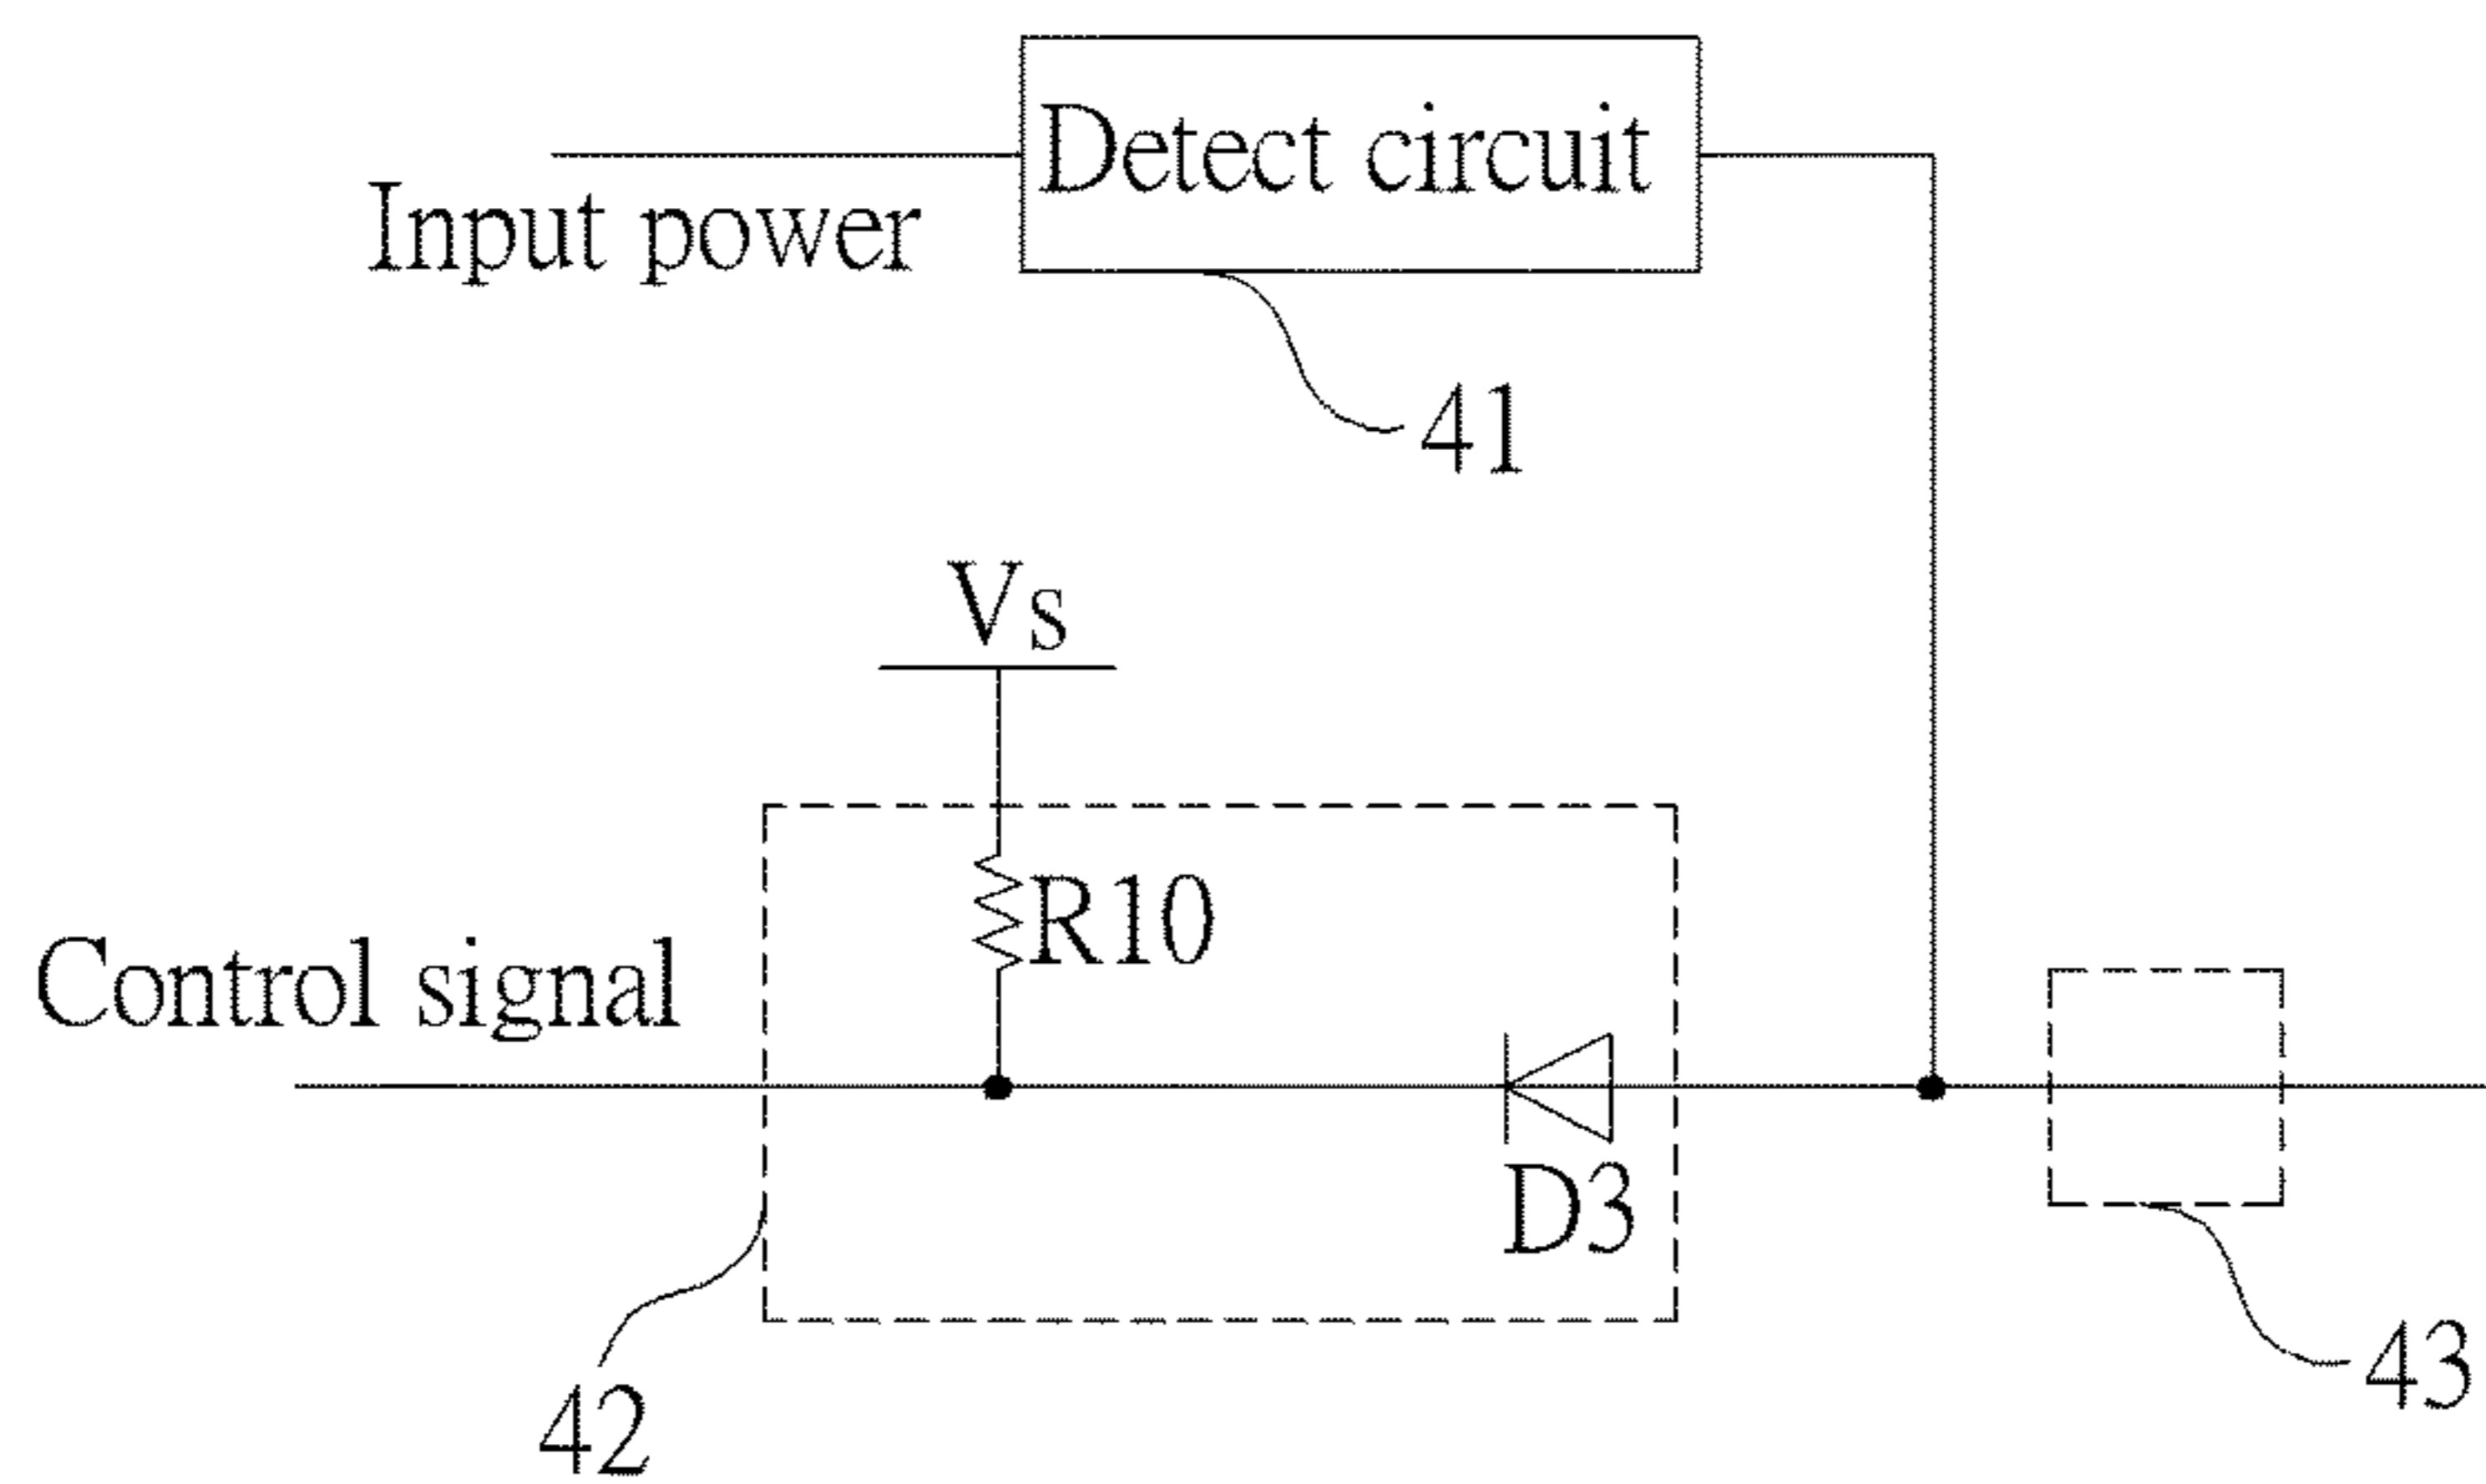 Detect circuit
Input power
41
Vs
R10
Control signal
D3
42
43